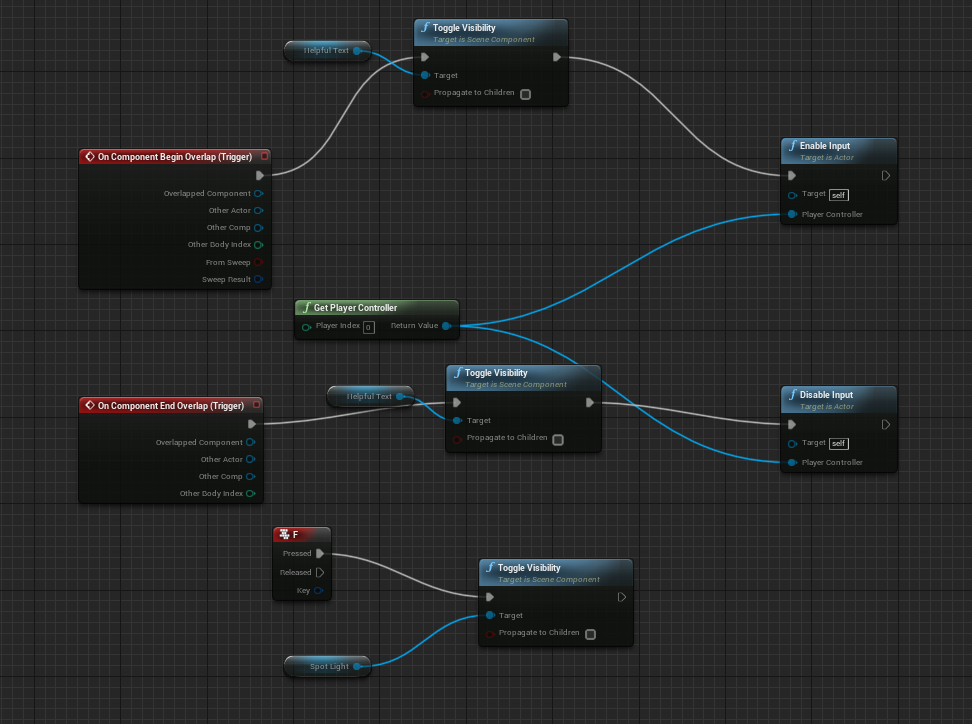 Toggle Visibility
Target is Scene Component
Helpful Text
Target
Propagate to Children
Enable Input
Target is Actor
Target self
Player Controller
On Component Begin Overlap (Trigger)
Overlapped Component
Other Actor
Other Comp
Other Body Index
From Sweep
Sweep Result
Get Player Controller
Player Index 0 Return Value
Toggle Visibility
Target is Scene Component
Helpful Text
Target
Propagate to Children
Disable Input
Target is Actor
Target self
Player Controller
On Component End Overlap (Trigger)
Overlapped Component
Other Actor
Other Comp
Other Body Index
F
Pressed
Released
Key
Toggle Visibility
Target is Scene Component
Target
Propagate to Children
Spot Light